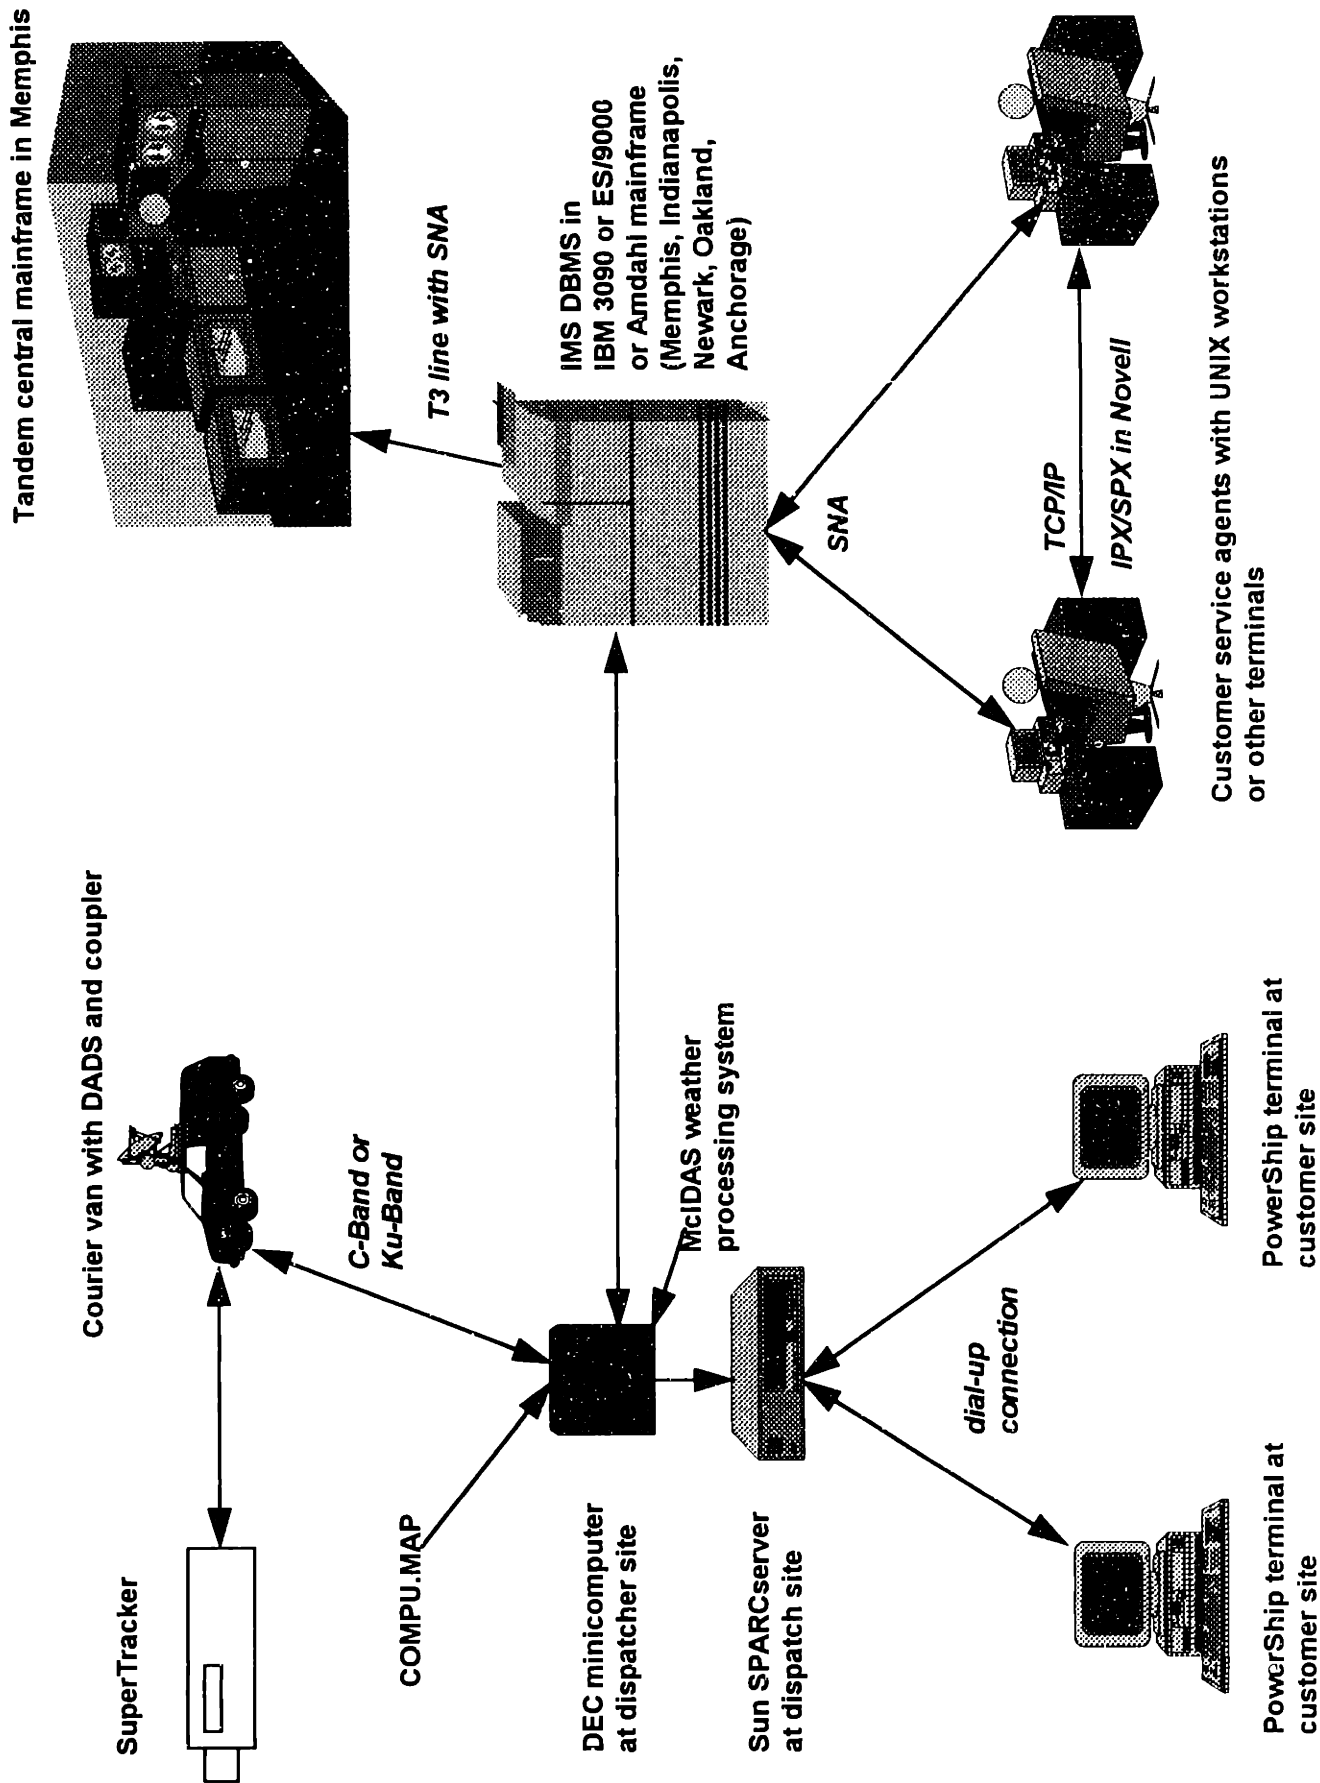 SuperTracker
Courier van with DADS and coupler
Tandem central mainframe in Memphis
C-Band or
Ku-Band
T3 line with SNA
COMPU.MAP
DEC minicomputer
at dispatcher site
McIDAS weather
processing system
IMS DBMS in
IBM 3090 or ES/9000
or Amdahl mainframe
(Memphis, Indianapolis,
Newark, Oakland,
Anchorage)
Sun SPARCserver
at dispatch site
SNA
dial-up
connection
TCP/IP
IPX/SPX in Novell
PowerShip terminal at
customer site
PowerShip terminal at
customer site
Customer service agents with UNIX workstations
or other terminals